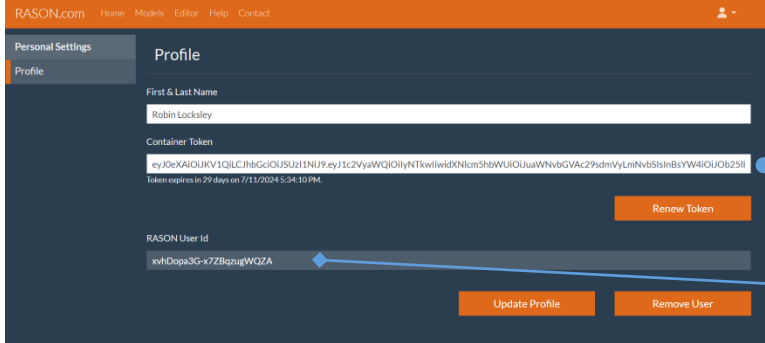 RASON.com Home Models Editor Help Contact
Personal Settings
Profile
Profile
First & Last Name
Robin Locksley
Container Token
eyJ0eXAiOiJKV1QiLCJhbGciOiJSUzI1NiJ9.eyJ1c2VyaWQiOiIyNTkwIiwidXNlcm5hbWUiOiJuaWNvbGVAc29sdmVyLmNvbSIsInBsYW4iOiJOb25lI
Token expires in 29 days on 7/11/2024 5:34:10 PM.
Renew Token
RASON User Id
xvhDopa3G-x7ZBqzugWQZA
Update Profile Remove User